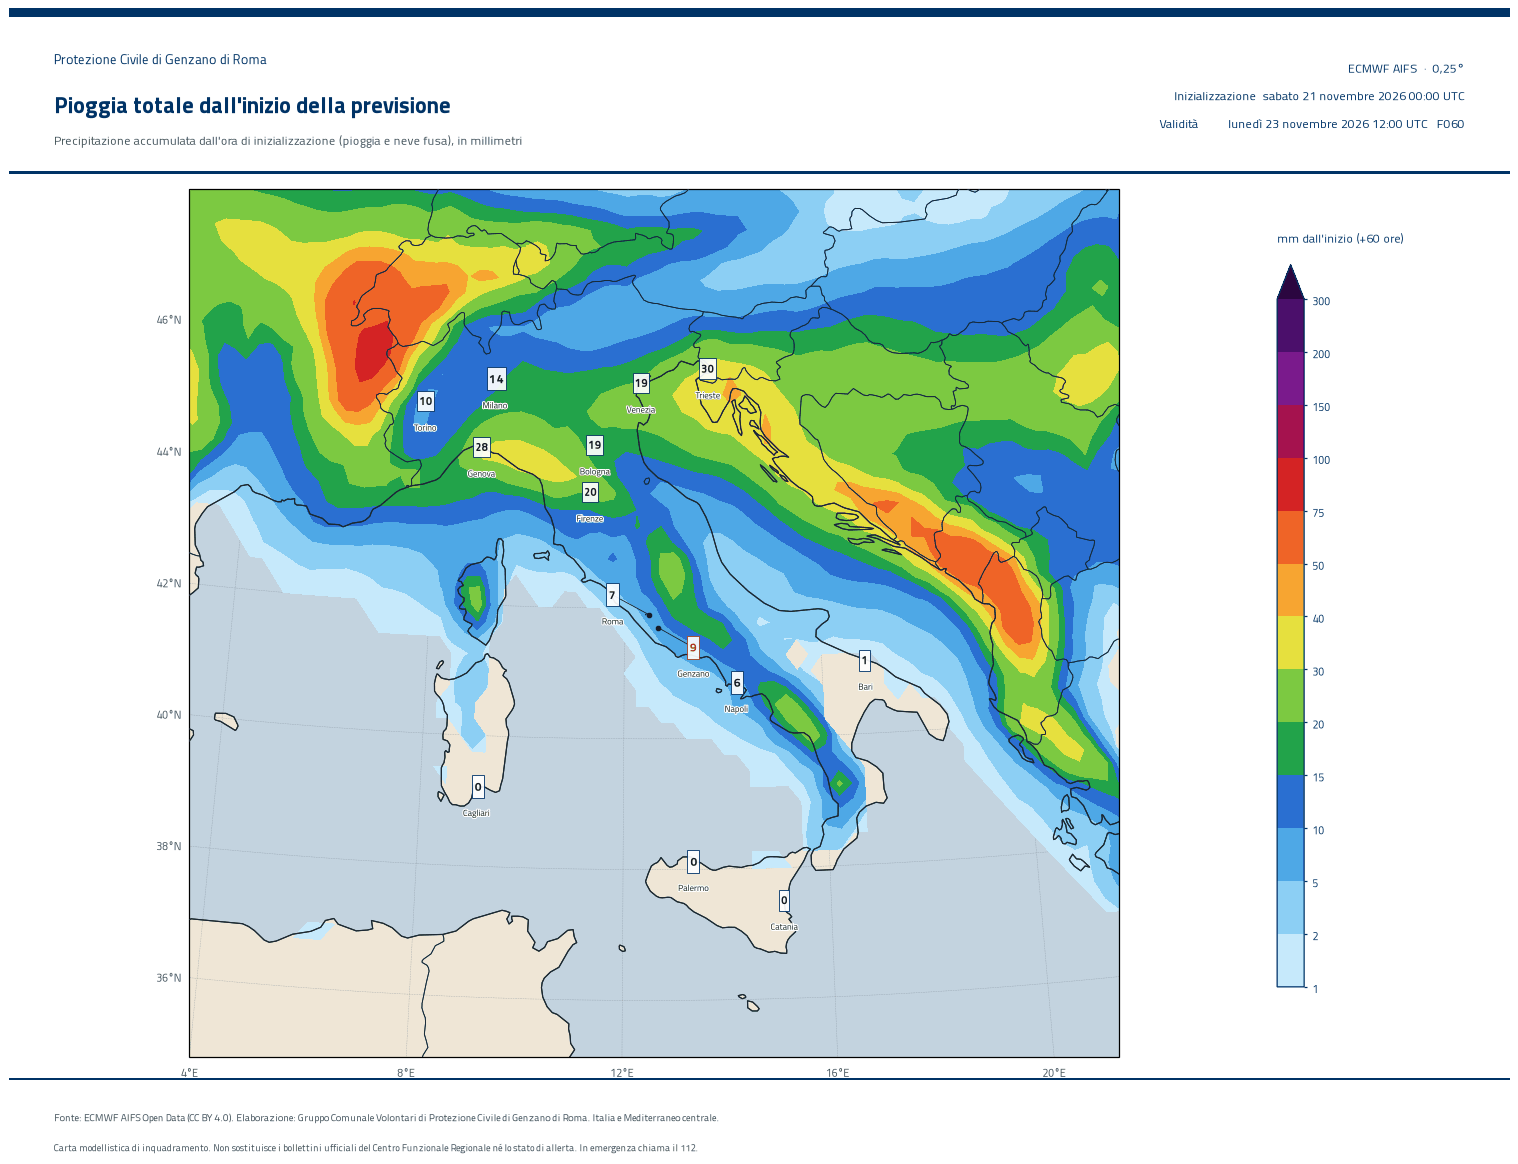 Protezione Civile di Genzano di Roma
Pioggia totale dall'inizio della previsione
Precipitazione accumulata dall'ora di inizializzazione (pioggia e neve fusa), in millimetri
ECMWF AIFS · 0,25°
Inizializzazione sabato 21 novembre 2026 00:00 UTC
Validità lunedì 23 novembre 2026 12:00 UTC F060
mm dall'inizio (+60 ore)
300
200
150
100
75
50
40
30
20
15
10
5
2
1
46°N
44°N
42°N
40°N
38°N
36°N
4°E
8°E
12°E
16°E
20°E
30
Trieste
14
Milano
19
Venezia
10
Torino
28
Genova
19
Bologna
20
Firenze
7
Roma
9
Genzano
1
Bari
6
Napoli
0
Cagliari
0
Palermo
0
Catania
Fonte: ECMWF AIFS Open Data (CC BY 4.0). Elaborazione: Gruppo Comunale Volontari di Protezione Civile di Genzano di Roma. Italia e Mediterraneo centrale.
Carta modellistica di inquadramento. Non sostituisce i bollettini ufficiali del Centro Funzionale Regionale né lo stato di allerta. In emergenza chiama il 112.